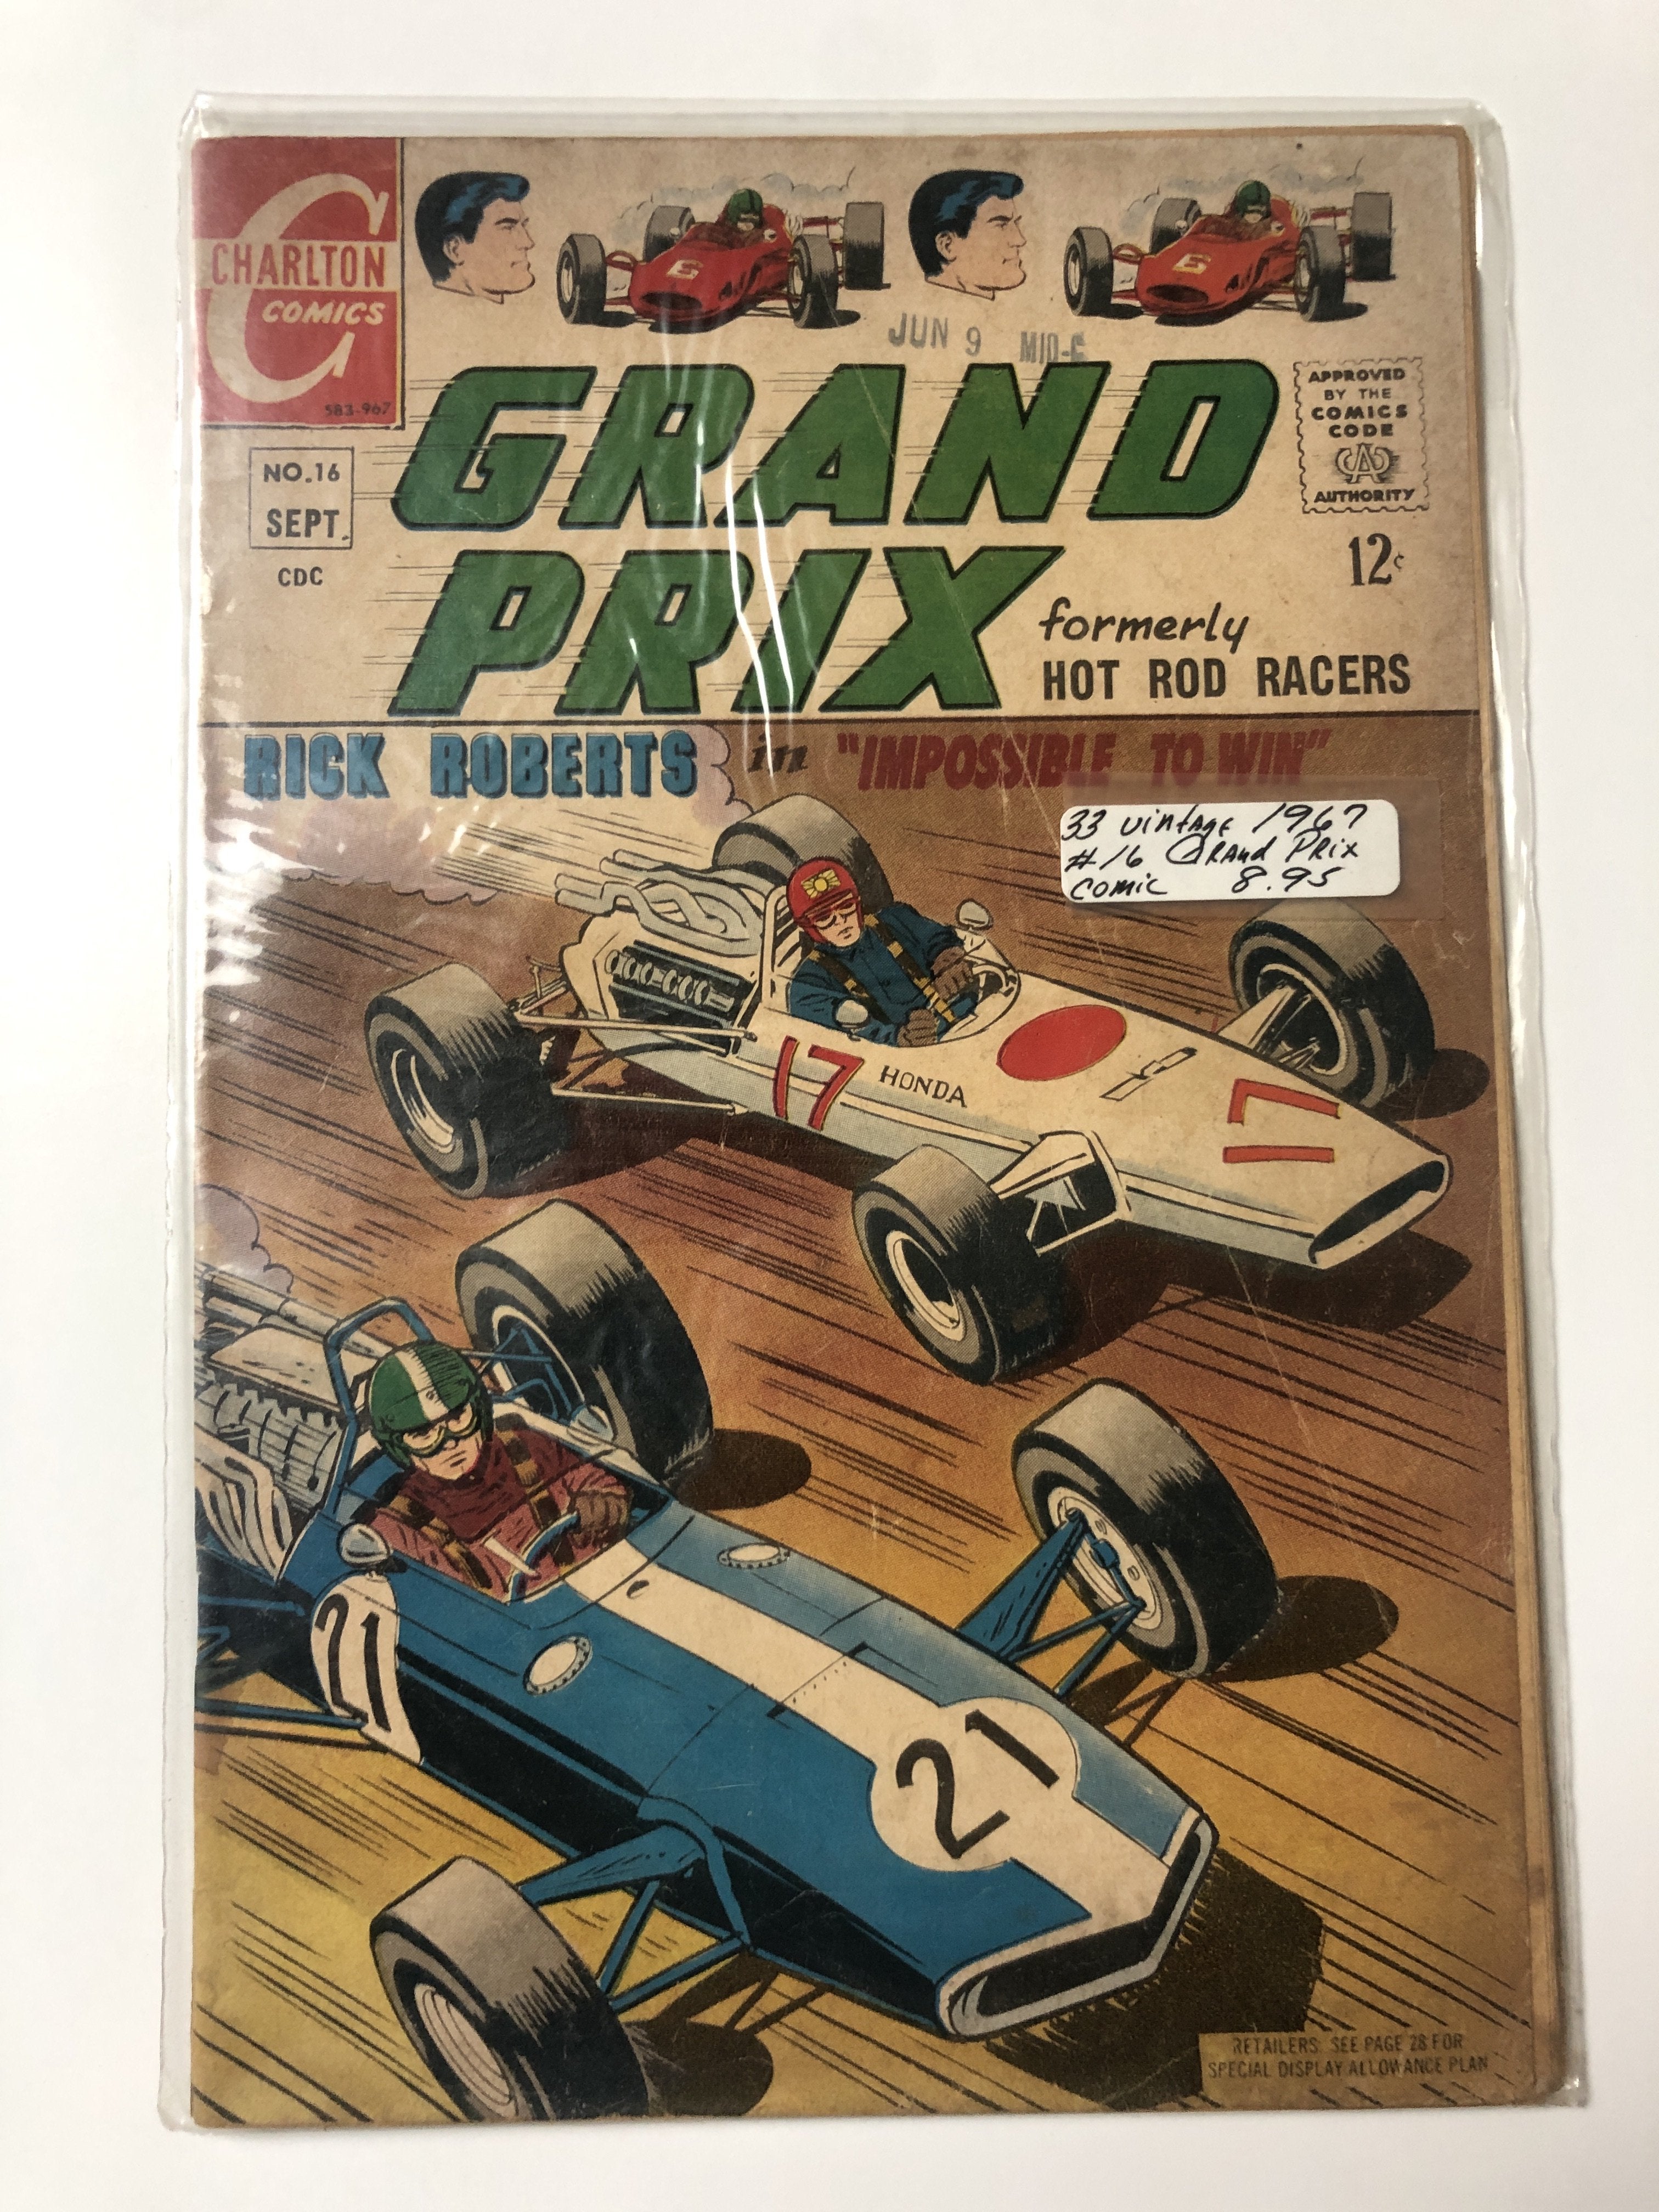 CHARLTON
COMICS
583-967
JUN 9 MID-C
NO.16
SEPT.
CDC
GRAND
PRIX
APPROVED
BY THE
COMICS
CODE
CA
AUTHORITY
12¢
formerly
HOT ROD RACERS
RICK ROBERTS in "IMPOSSIBLE TO WIN"
33 vintage 1967
#16 Grand Prix
comic 8.95
17 HONDA
17
21
21
RETAILERS: SEE PAGE 28 FOR
SPECIAL DISPLAY ALLOWANCE PLAN